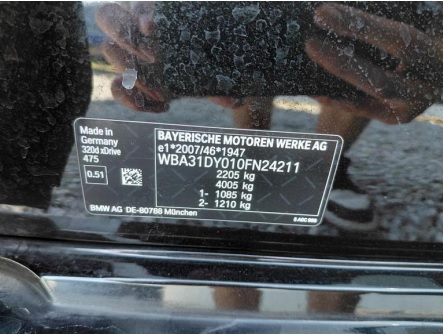 Made in
Germany
320d xDrive
475
0.51
BAYERISCHE MOTOREN WERKE AG
e1*2007/46*1947
WBA31DY010FN24211
2205 kg
4005 kg
1- 1085 kg
2- 1210 kg
BMW AG DE-80788 München